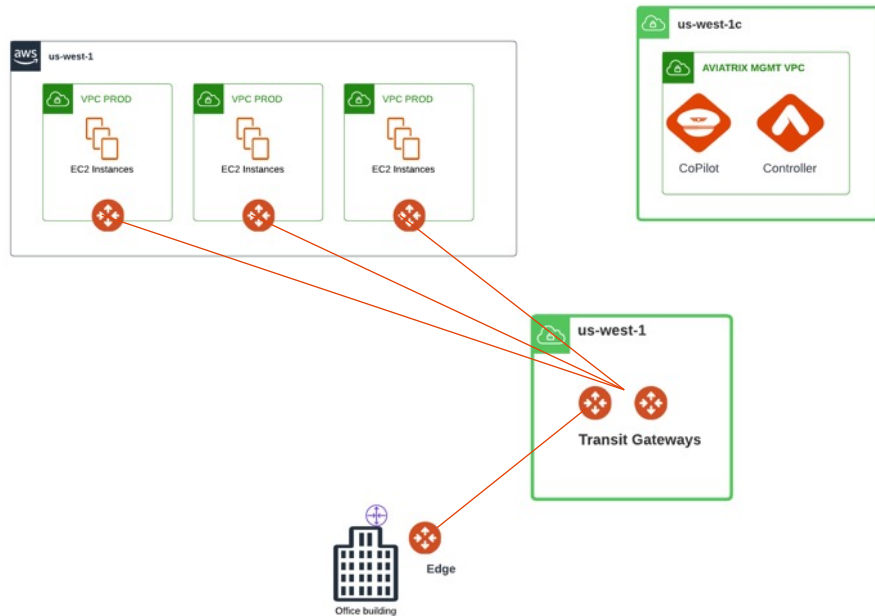 aws
us-west-1
VPC PROD
VPC PROD
VPC PROD
EC2 Instances
EC2 Instances
EC2 Instances
us-west-1c
AVIATRIX MGMT VPC
CoPilot
Controller
us-west-1
Transit Gateways
Edge
Office building